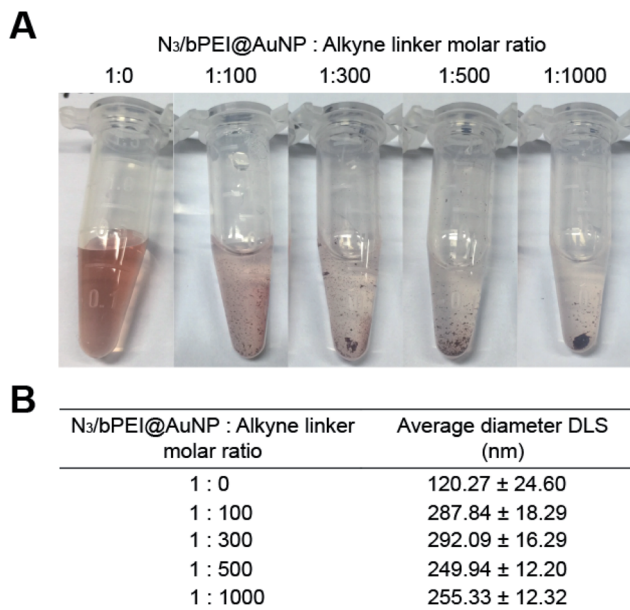 A
N₃/bPEI@AuNP : Alkyne linker molar ratio
1:0 1:100 1:300 1:500 1:1000
0.1
B
N₃/bPEI@AuNP : Alkyne linker molar ratio Average diameter DLS (nm)
1 : 0 120.27 ± 24.60
1 : 100 287.84 ± 18.29
1 : 300 292.09 ± 16.29
1 : 500 249.94 ± 12.20
1 : 1000 255.33 ± 12.32